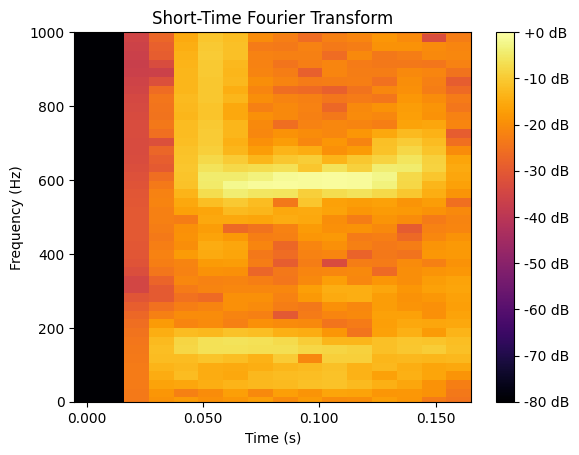 Short-Time Fourier Transform
1000
800
600
400
200
0
Frequency (Hz)
0.000
0.050
0.100
0.150
Time (s)
+0 dB
-10 dB
-20 dB
-30 dB
-40 dB
-50 dB
-60 dB
-70 dB
-80 dB